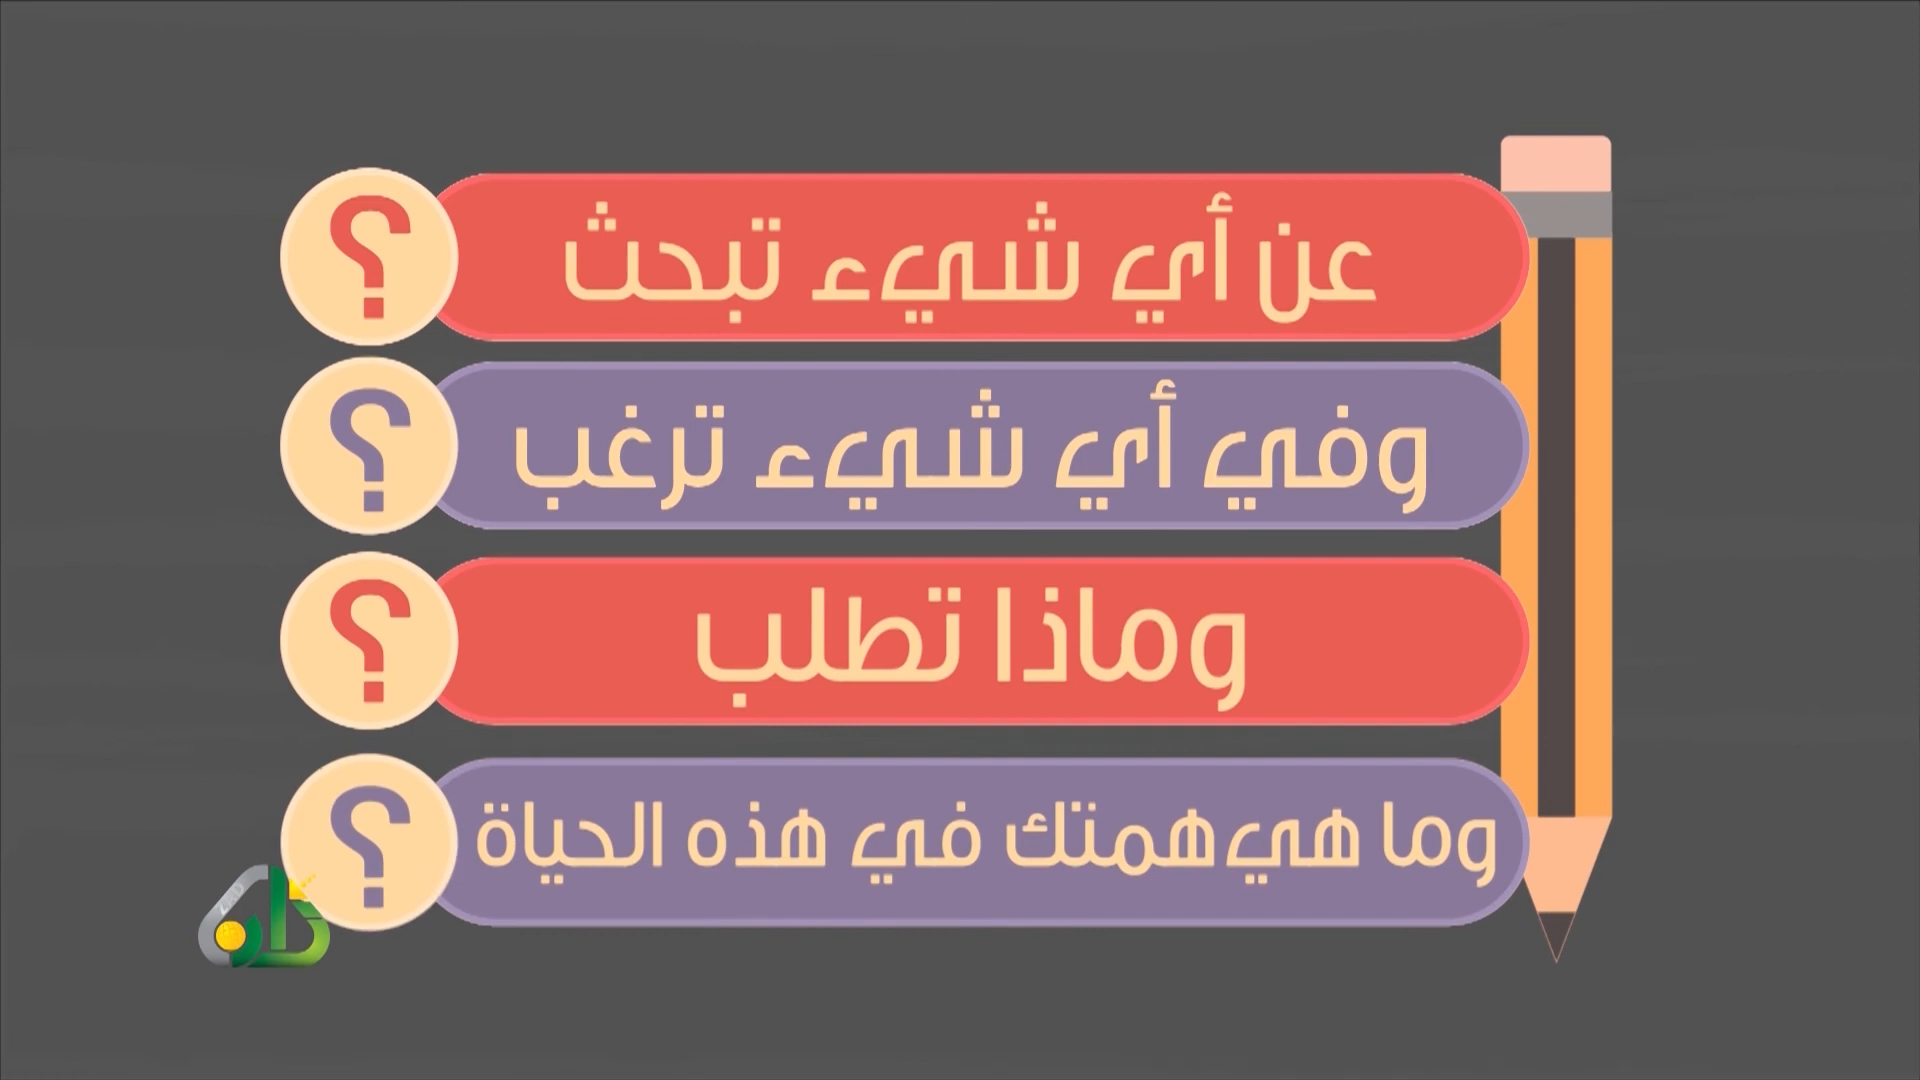 عن أي شيء تبحث ؟
وفي أي شيء ترغب ؟
وماذا تطلب ؟
وما هي همتك في هذه الحياة ؟